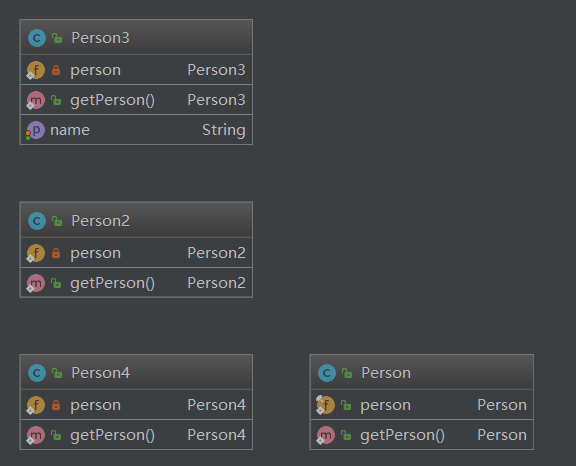 C Person3
f person Person3
m getPerson() Person3
p name String
C Person2
f person Person2
m getPerson() Person2
C Person4
f person Person4
m getPerson() Person4
C Person
f person Person
m getPerson() Person